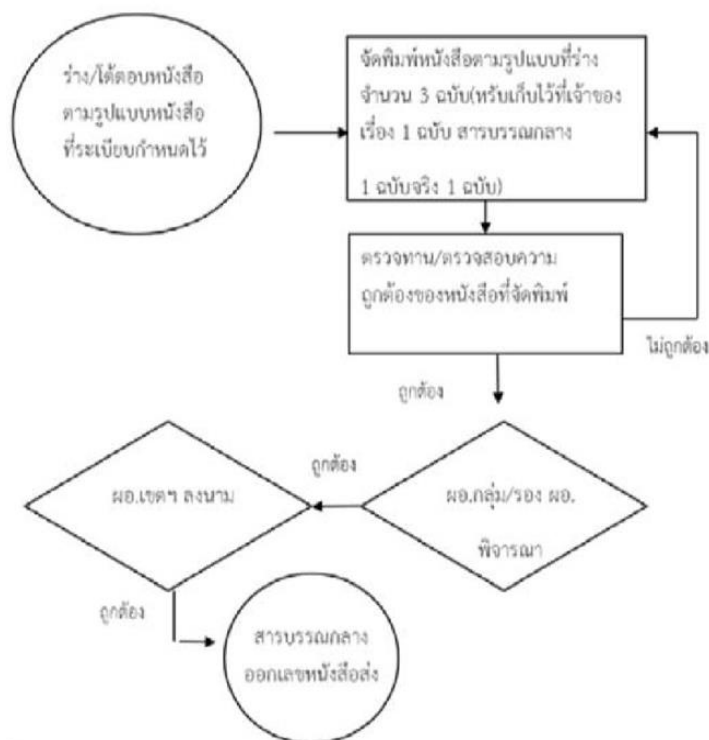 ร่าง/โต้ตอบหนังสือ
ตามรูปแบบหนังสือ
ที่ระเบียบกำหนดไว้
จัดพิมพ์หนังสือตามรูปแบบที่ร่าง
จำนวน 3 ฉบับ(หรับเก็บไว้ที่เจ้าของ
เรื่อง 1 ฉบับ สารบรรณกลาง
1 ฉบับจริง 1 ฉบับ)
ตรวจทาน/ตรวจสอบความ
ถูกต้องของหนังสือที่จัดพิมพ์
ไม่ถูกต้อง
ถูกต้อง
ผอ.กลุ่ม/รอง ผอ.
พิจารณา
ถูกต้อง
ผอ.เขตฯ ลงนาม
ถูกต้อง
สารบรรณกลาง
ออกเลขหนังสือส่ง